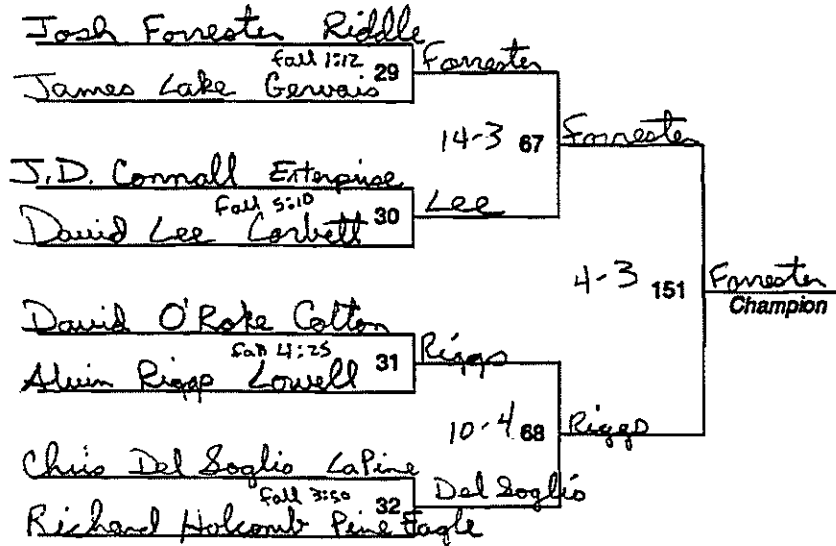 Josh Forrester Riddle
fall 1:12 29 Forrester
James Lake Gervais
14-3 67 Forrester
J.D. Connall Enterprise
fall 5:10 30 Lee
David Lee Corbett
4-3 151 Forrester
Champion
David O'Roke Colton
fall 4:25 31 Riggs
Alvin Riggs Lowell
10-4 68 Riggs
Chris Del Soglio LaPine
fall 3:50 32 Del Soglio
Richard Holcomb Pine Eagle